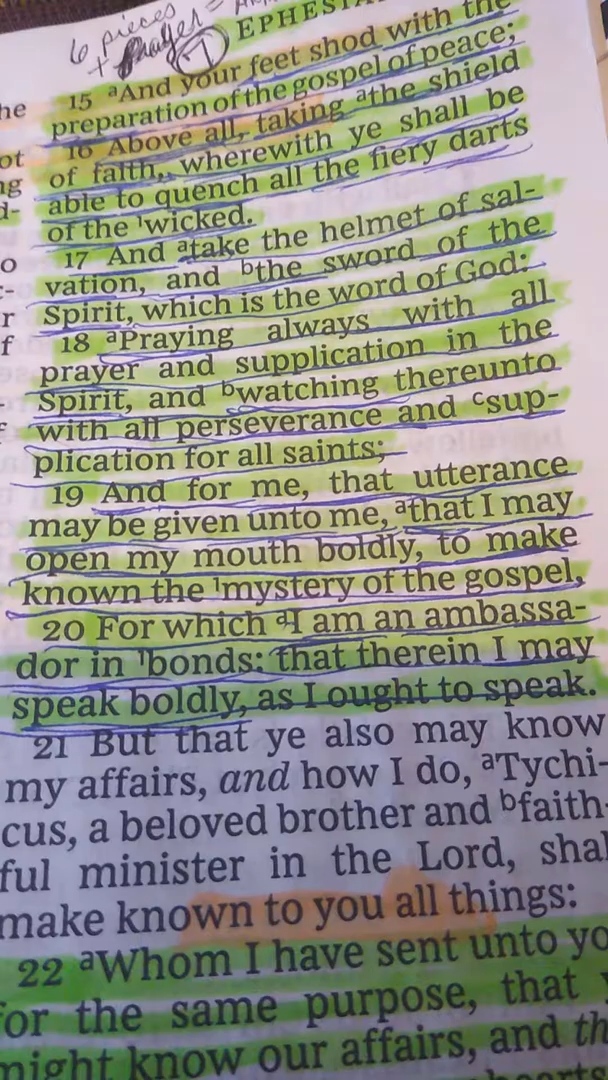 6 pieces
+ prayer = 7
EPHESI
15 ᵃAnd your feet shod with the
preparation of the gospel of peace;
16 Above all, taking ᵃthe shield
of faith, wherewith ye shall be
able to quench all the fiery darts
of the ¹wicked.
17 And ᵃtake the helmet of sal-
vation, and ᵇthe sword of the
Spirit, which is the word of God:
18 ᵃPraying always with all
prayer and supplication in the
Spirit, and ᵇwatching thereunto
with all perseverance and ᶜsup-
plication for all saints;
19 And for me, that utterance
may be given unto me, ᵃthat I may
open my mouth boldly, to make
known the ¹mystery of the gospel,
20 For which ᵃI am an ambassa-
dor in ¹bonds: that therein I may
speak boldly, as I ought to speak.
21 But that ye also may know
my affairs, and how I do, ᵃTychi-
cus, a beloved brother and ᵇfaith
ful minister in the Lord, shal
make known to you all things:
22 ᵃWhom I have sent unto yo
for the same purpose, that
might know our affairs, and th